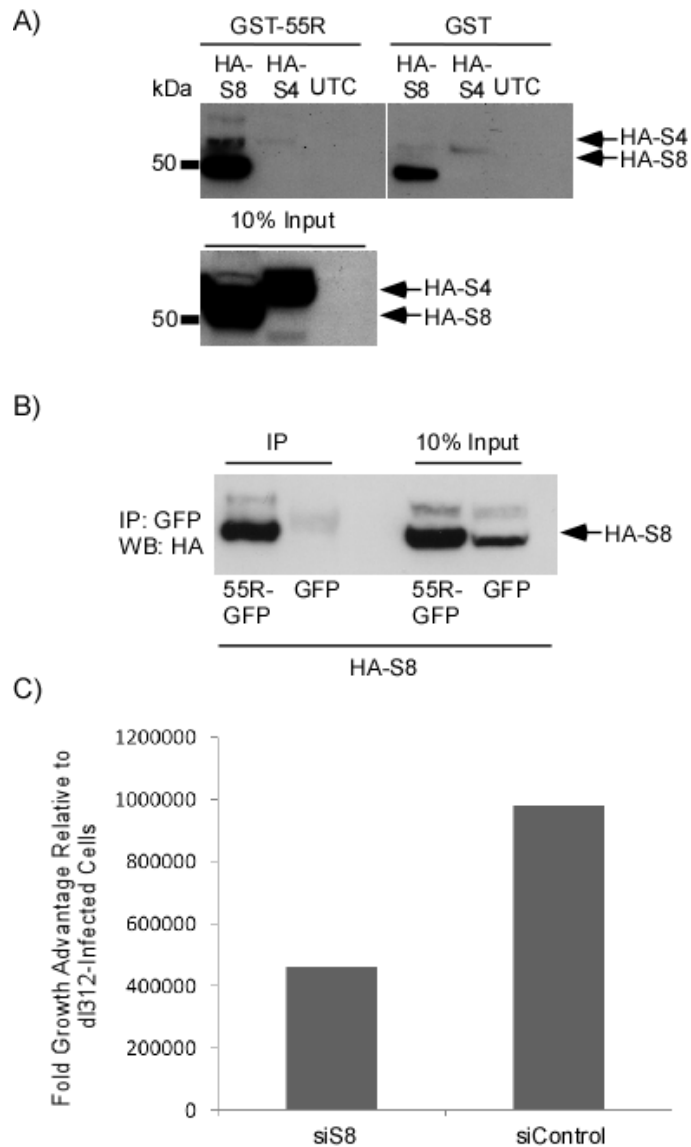 A)
GST-55R GST
HA-S8 HA-S4 UTC HA-S8 HA-S4 UTC
kDa
50
HA-S4
HA-S8
10% Input
50
HA-S4
HA-S8
B)
IP 10% Input
IP: GFP
WB: HA
HA-S8
55R-GFP GFP 55R-GFP GFP
HA-S8
C)
Fold Growth Advantage Relative to
dl312-Infected Cells
1200000
1000000
800000
600000
400000
200000
0
siS8 siControl